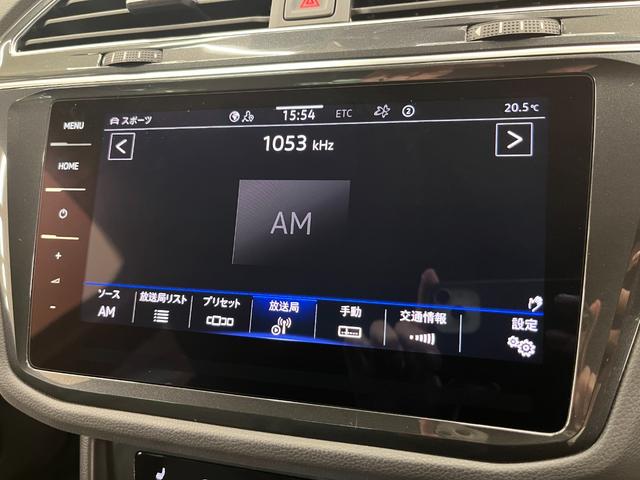 MENU
HOME
スポーツ
15:54
ETC
2
20.5℃
<
1053 kHz
>
AM
+
-
ソース
AM
放送局リスト
プリセット
放送局
手動
交通情報
設定